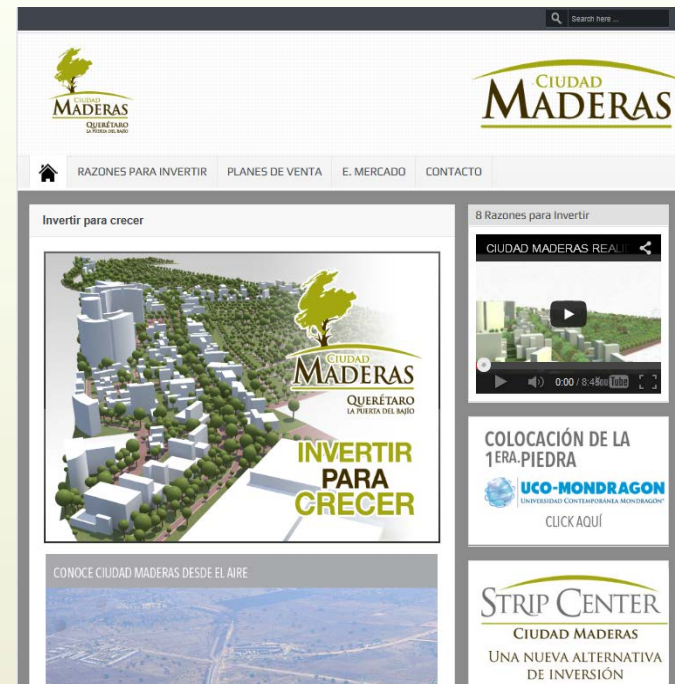 Search here ...
CIUDAD
MADERAS
QUERÉTARO
LA PUERTA DEL BAJÍO
CIUDAD
MADERAS
RAZONES PARA INVERTIR
PLANES DE VENTA
E. MERCADO
CONTACTO
Invertir para crecer
CIUDAD
MADERAS
QUERÉTARO
LA PUERTA DEL BAJÍO
INVERTIR
PARA
CRECER
CONOCE CIUDAD MADERAS DESDE EL AIRE
8 Razones para Invertir
CIUDAD MADERAS REALI
0:00 / 8:48
YouTube
COLOCACIÓN DE LA
1ERA.PIEDRA
UCO-MONDRAGON
UNIVERSIDAD CONTEMPORÁNEA MONDRAGON
CLICK AQUÍ
STRIP CENTER
CIUDAD MADERAS
UNA NUEVA ALTERNATIVA
DE INVERSIÓN